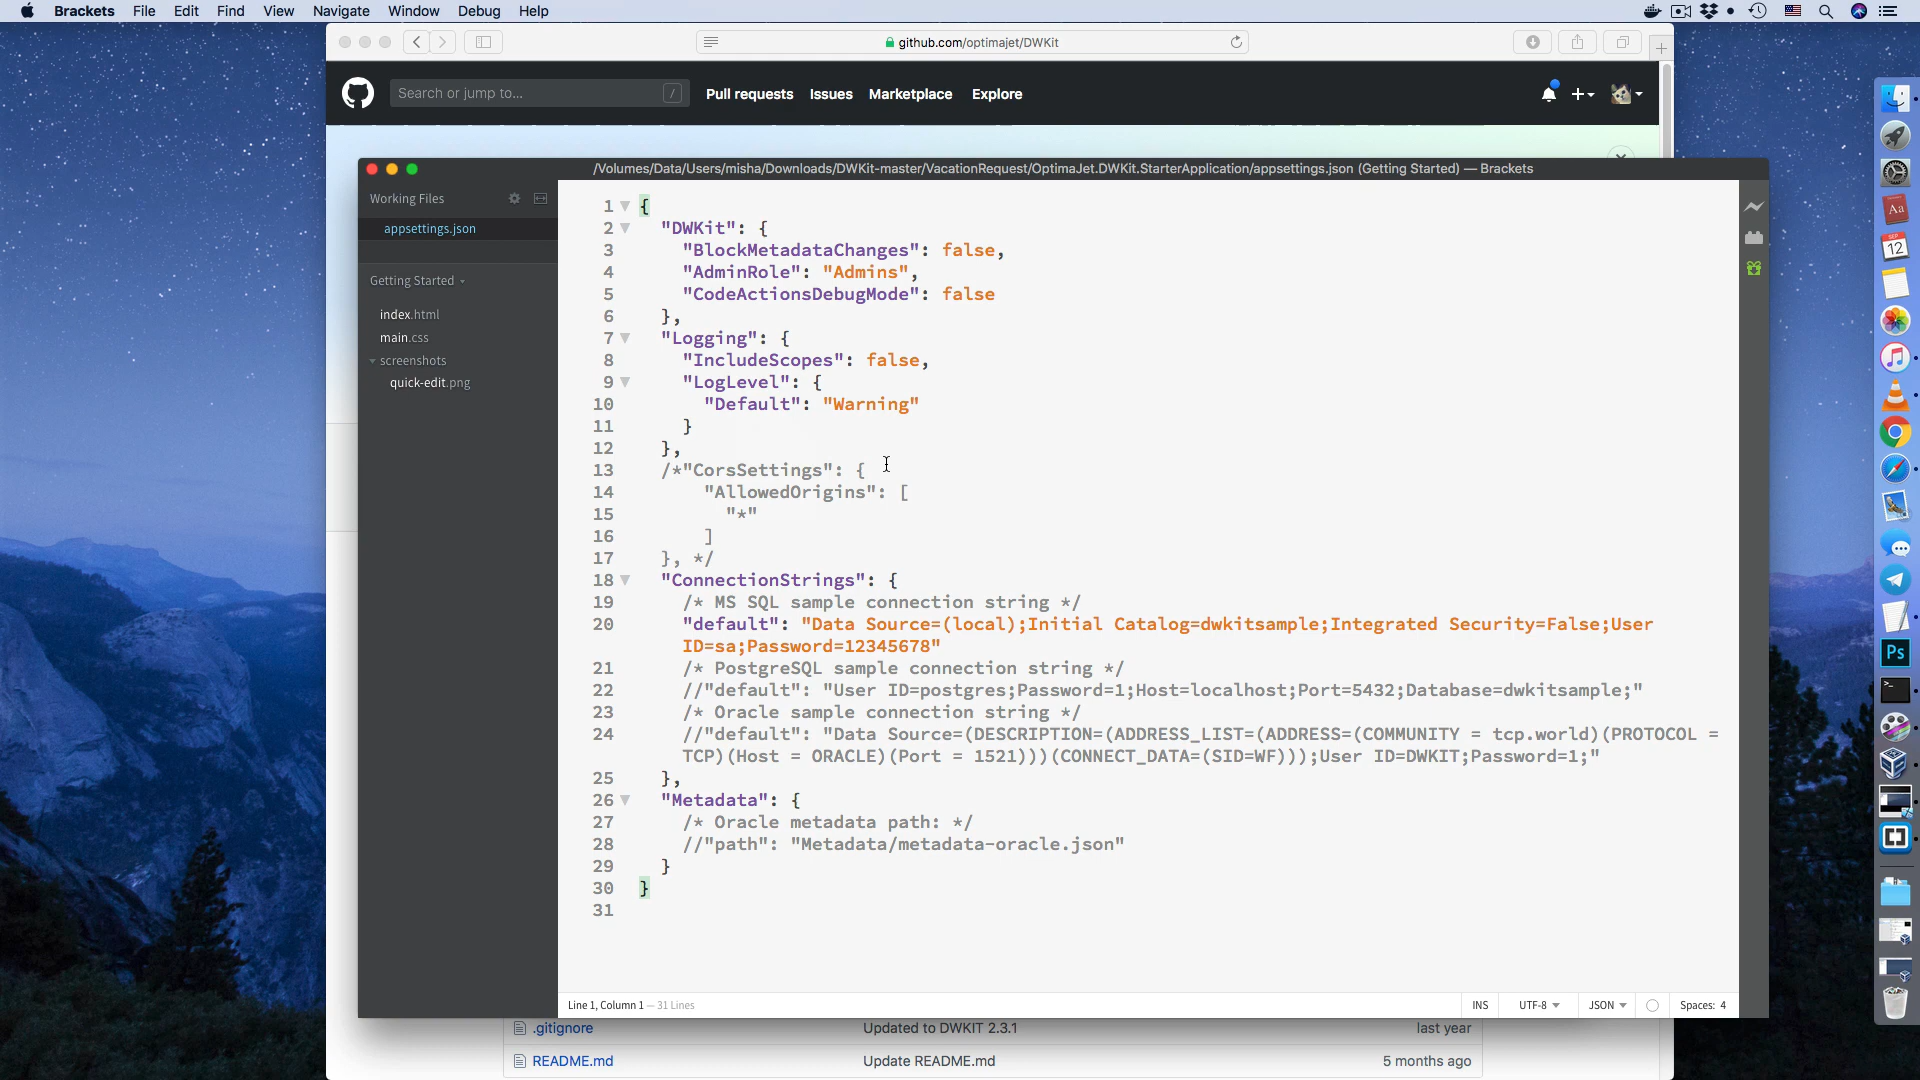 Brackets File Edit Find View Navigate Window Debug Help
github.com/optimajet/DWKit
Search or jump to... /
Pull requests Issues Marketplace Explore
/Volumes/Data/Users/misha/Downloads/DWKit-master/VacationRequest/OptimaJet.DWKit.StarterApplication/appsettings.json (Getting Started) — Brackets
Working Files
appsettings.json
Getting Started
index.html
main.css
screenshots
quick-edit.png
1 {
2 "DWKit": {
3 "BlockMetadataChanges": false,
4 "AdminRole": "Admins",
5 "CodeActionsDebugMode": false
6 },
7 "Logging": {
8 "IncludeScopes": false,
9 "LogLevel": {
10 "Default": "Warning"
11 }
12 },
13 /*"CorsSettings": {
14 "AllowedOrigins": [
15 "*"
16 ]
17 }, */
18 "ConnectionStrings": {
19 /* MS SQL sample connection string */
20 "default": "Data Source=(local);Initial Catalog=dwkitsample;Integrated Security=False;User
ID=sa;Password=12345678"
21 /* PostgreSQL sample connection string */
22 //"default": "User ID=postgres;Password=1;Host=localhost;Port=5432;Database=dwkitsample;"
23 /* Oracle sample connection string */
24 //"default": "Data Source=(DESCRIPTION=(ADDRESS_LIST=(ADDRESS=(COMMUNITY = tcp.world)(PROTOCOL =
TCP)(Host = ORACLE)(Port = 1521)))(CONNECT_DATA=(SID=WF)));User ID=DWKIT;Password=1;"
25 },
26 "Metadata": {
27 /* Oracle metadata path: */
28 //"path": "Metadata/metadata-oracle.json"
29 }
30 }
31
Line 1, Column 1 — 31 Lines
INS UTF-8 JSON Spaces: 4
.gitignore Updated to DWKIT 2.3.1 last year
README.md Update README.md 5 months ago
Aa
SEP
12
Ps